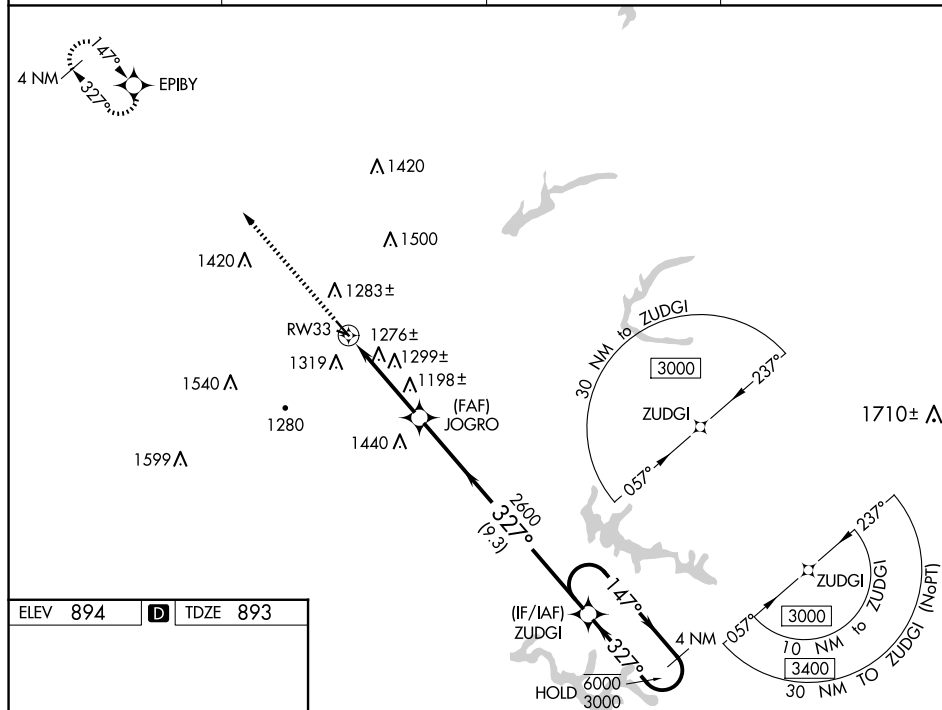 147°
4 NM
EPIBY
327°
1420
1500
1420
1283±
RW33
1276±
1319
1299±
1198±
1540
(FAF)
JOGRO
1280
1440
1599
30 NM to ZUDGI
3000
237°
ZUDGI
057°
1710±
2600
327°
(9.3)
237°
ZUDGI
3000
057°
10 NM to ZUDGI
3400
30 NM TO ZUDGI (NoPT)
147°
(IF/IAF)
ZUDGI
4 NM
327°
HOLD 6000
3000
ELEV 894 D TDZE 893